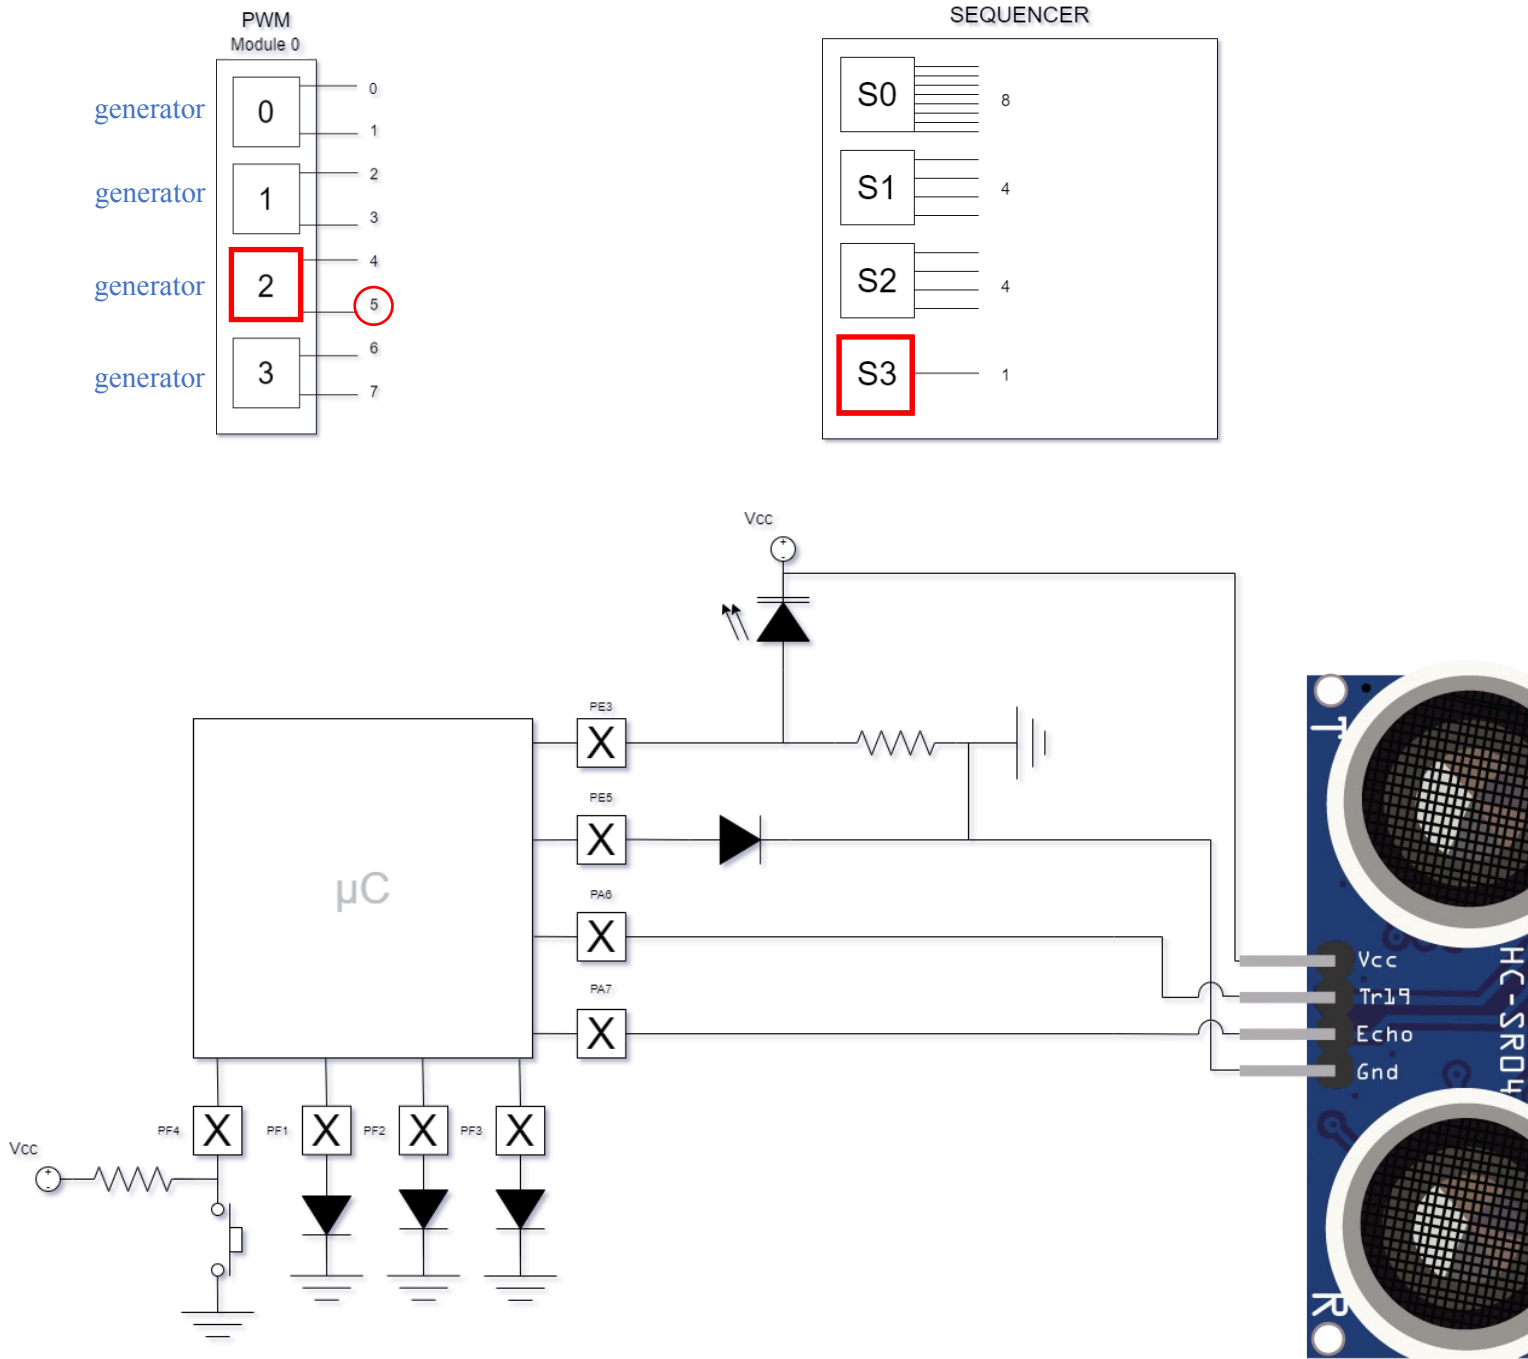 PWM
Module 0
generator
0
0
1
generator
1
2
3
generator
2
4
5
generator
3
6
7
SEQUENCER
S0
8
S1
4
S2
4
S3
1
Vcc
+
-
PE3
X
PE5
X
µC
PA6
X
PA7
X
PF4
X
PF1
X
PF2
X
PF3
X
Vcc
+
-
T
Vcc
Tr19
Echo
Gnd
HC-SR04
R